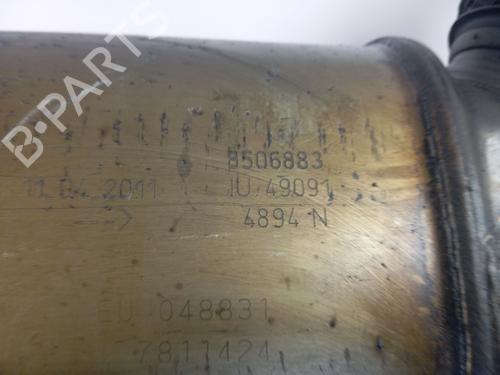 B-Parts
8506883
11.04.2011 IU 49091
> 4894 N
EU 048831
7811424